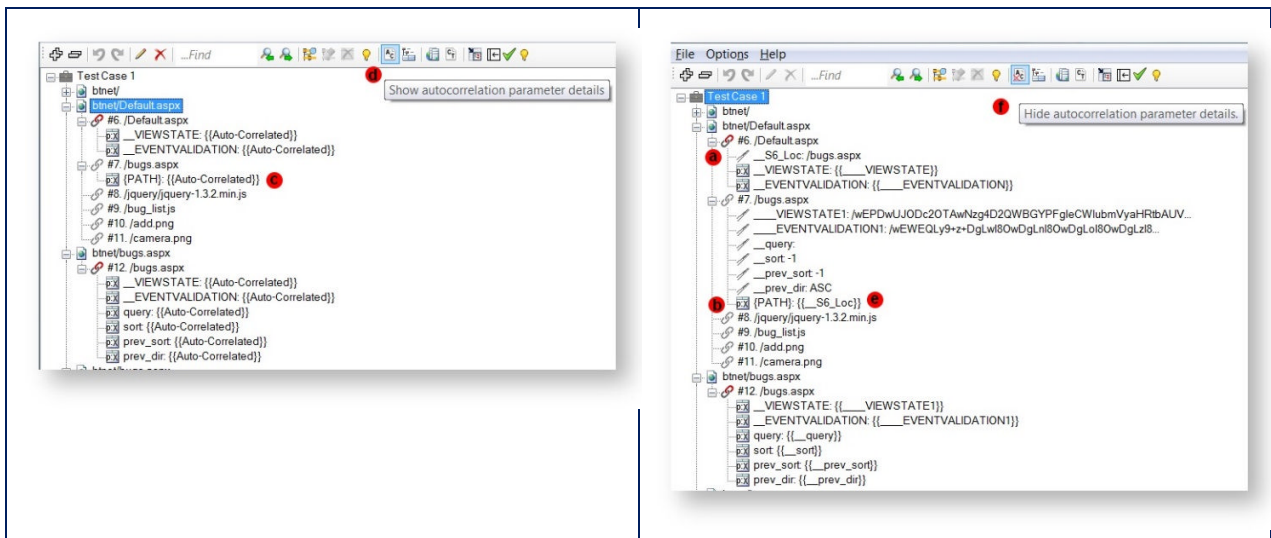 ...Find
d
Show autocorrelation parameter details
Test Case 1
btnet/
btnet/Default.aspx
#6. /Default.aspx
__VIEWSTATE: {{Auto-Correlated}}
__EVENTVALIDATION: {{Auto-Correlated}}
#7. /bugs.aspx
{PATH}: {{Auto-Correlated}} c
#8. /jquery/jquery-1.3.2.min.js
#9. /bug_list.js
#10. /add.png
#11. /camera.png
btnet/bugs.aspx
#12. /bugs.aspx
__VIEWSTATE: {{Auto-Correlated}}
__EVENTVALIDATION: {{Auto-Correlated}}
query: {{Auto-Correlated}}
sort: {{Auto-Correlated}}
prev_sort: {{Auto-Correlated}}
prev_dir: {{Auto-Correlated}}
btnet/bugs.aspx
File Options Help
...Find
f
Hide autocorrelation parameter details.
Test Case 1
btnet/
btnet/Default.aspx
#6. /Default.aspx
a __S6_Loc: /bugs.aspx
__VIEWSTATE: {{____VIEWSTATE}}
__EVENTVALIDATION: {{____EVENTVALIDATION}}
#7. /bugs.aspx
____VIEWSTATE1: /wEPDwUJODc2OTAwNzg4D2QWBGYPFgIeCWlubmVyaHRtbAUV...
____EVENTVALIDATION1: /wEWEQLy9+z+DgLwl8OwDgLnl8OwDgLol8OwDgLzl8...
__query:
__sort: -1
__prev_sort: -1
__prev_dir: ASC
b {PATH}: {{__S6_Loc}} e
#8. /jquery/jquery-1.3.2.min.js
#9. /bug_list.js
#10. /add.png
#11. /camera.png
btnet/bugs.aspx
#12. /bugs.aspx
__VIEWSTATE: {{____VIEWSTATE1}}
__EVENTVALIDATION: {{____EVENTVALIDATION1}}
query: {{__query}}
sort: {{__sort}}
prev_sort: {{__prev_sort}}
prev_dir: {{__prev_dir}}